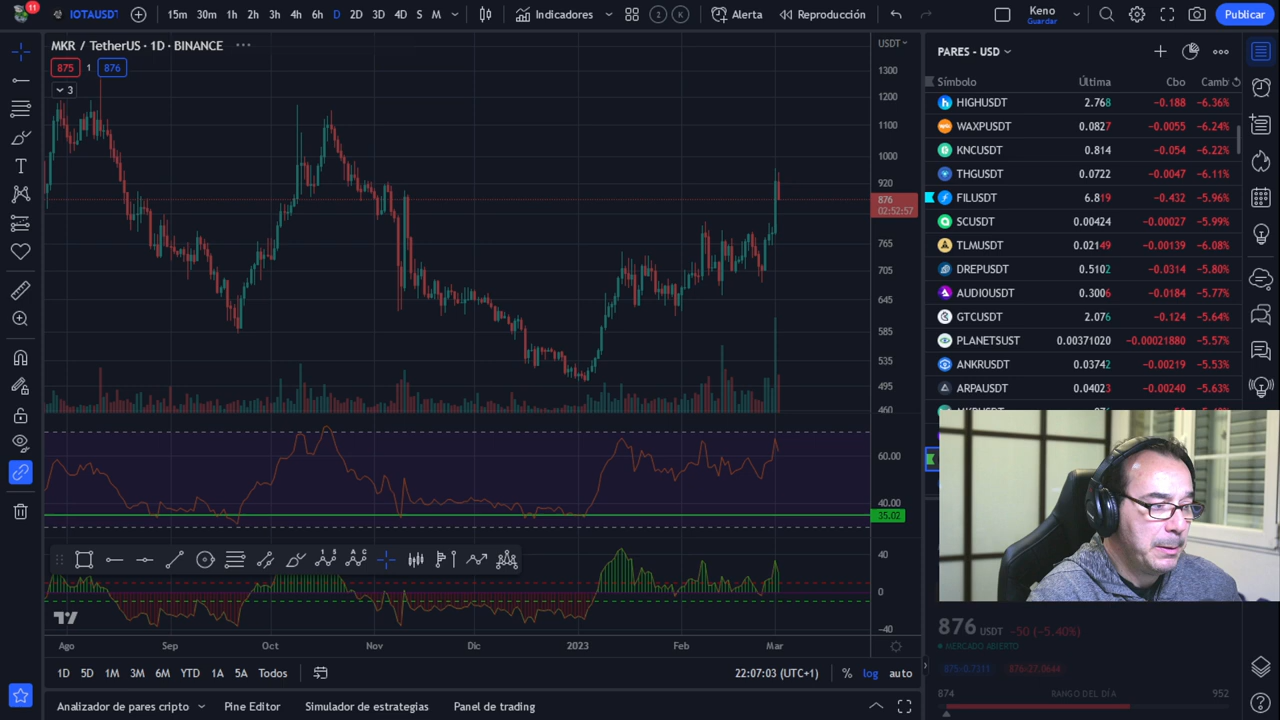 11
IOTAUSDT
15m 30m 1h 2h 3h 4h 6h D 2D 3D 4D S M
Indicadores
2 K
Alerta
Reproducción
Keno
Guardar
Publicar
MKR / TetherUS · 1D · BINANCE
875 1 876
3
USDT
1300
1200
1100
1000
920
876
02:52:57
765
705
645
585
535
495
460
60.00
40.00
35.02
40
0
−40
Ago Sep Oct Nov Dic 2023 Feb Mar
1D 5D 1M 3M 6M YTD 1A 5A Todos
22:07:03 (UTC+1) % log auto
Analizador de pares cripto Pine Editor Simulador de estrategias Panel de trading
PARES - USD
Símbolo Última Cbo Camb
HIGHUSDT 2.768 −0.188 −6.36%
WAXPUSDT 0.0827 −0.0055 −6.24%
KNCUSDT 0.814 −0.054 −6.22%
THGUSDT 0.0722 −0.0047 −6.11%
FILUSDT 6.819 −0.432 −5.96%
SCUSDT 0.00424 −0.00027 −5.99%
TLMUSDT 0.02149 −0.00139 −6.08%
DREPUSDT 0.5102 −0.0314 −5.80%
AUDIOUSDT 0.3006 −0.0184 −5.77%
GTCUSDT 2.076 −0.124 −5.64%
PLANETSUST 0.00371020 −0.00021880 −5.57%
ANKRUSDT 0.03742 −0.00219 −5.53%
ARPAUSDT 0.04023 −0.00240 −5.63%
876 USDT −50 (−5.40%)
MERCADO ABIERTO
874 RANGO DEL DÍA 952